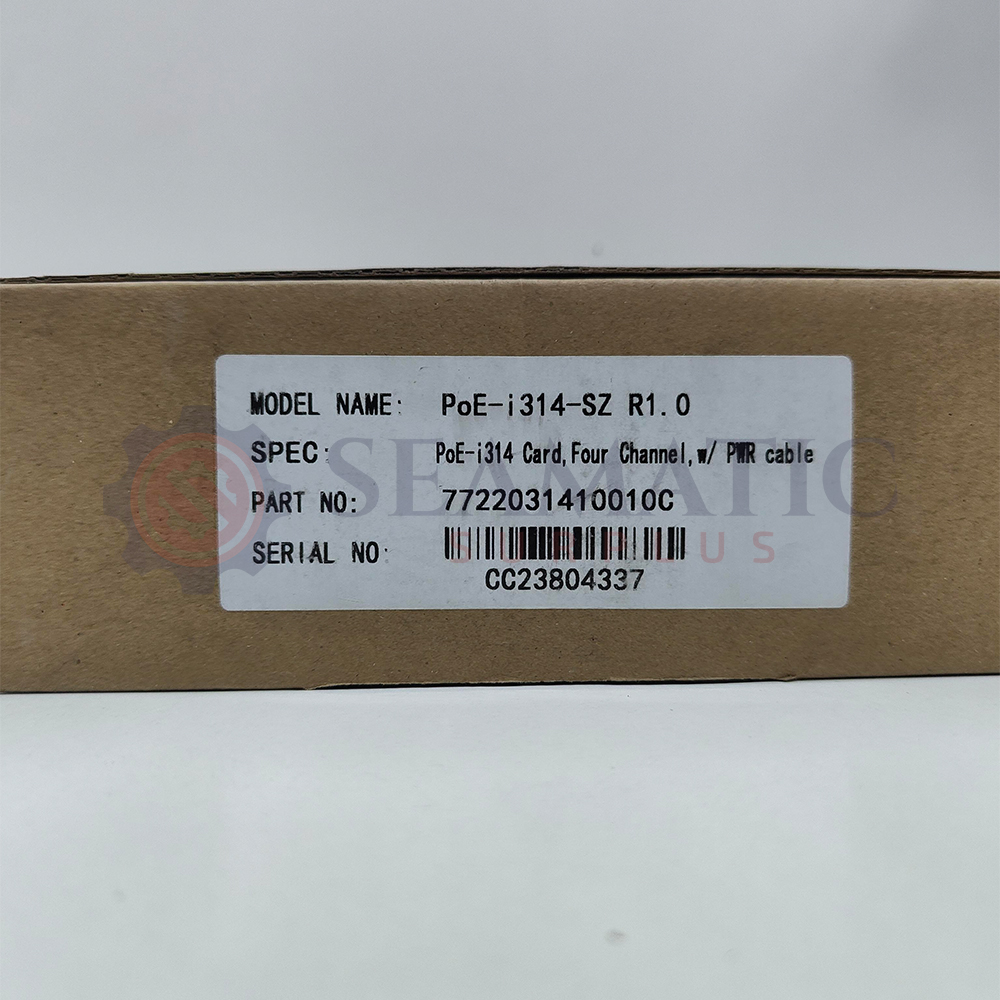 MODEL NAME: PoE-i314-SZ R1.0
SPEC: PoE-i314 Card,Four Channel,w/ PWR cable
PART NO: 7722031410010C
SERIAL NO:
CC23804337
SEAMATIC
SURPLUS